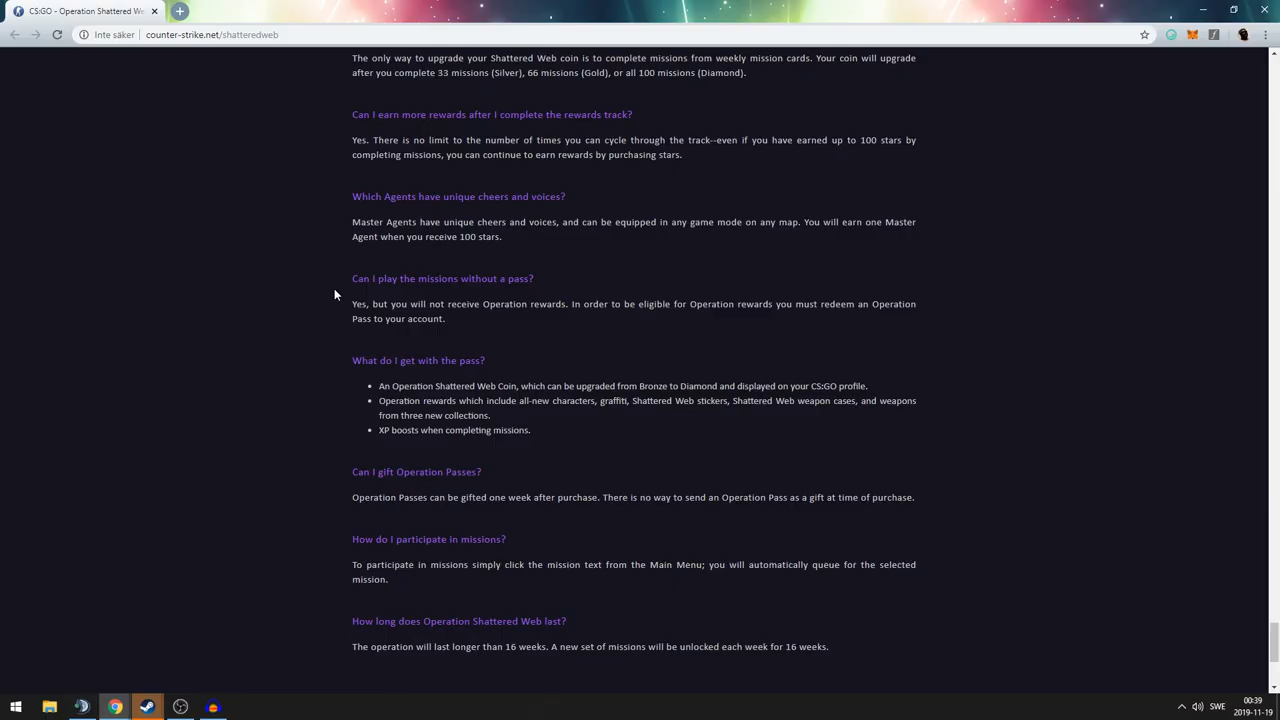 CS:GO - Operation Shattered We
Inte säker
counter-strike.net/shatteredweb
The only way to upgrade your Shattered Web coin is to complete missions from weekly mission cards. Your coin will upgrade
after you complete 33 missions (Silver), 66 missions (Gold), or all 100 missions (Diamond).
Can I earn more rewards after I complete the rewards track?
Yes. There is no limit to the number of times you can cycle through the track--even if you have earned up to 100 stars by
completing missions, you can continue to earn rewards by purchasing stars.
Which Agents have unique cheers and voices?
Master Agents have unique cheers and voices, and can be equipped in any game mode on any map. You will earn one Master
Agent when you receive 100 stars.
Can I play the missions without a pass?
Yes, but you will not receive Operation rewards. In order to be eligible for Operation rewards you must redeem an Operation
Pass to your account.
What do I get with the pass?
• An Operation Shattered Web Coin, which can be upgraded from Bronze to Diamond and displayed on your CS:GO profile.
• Operation rewards which include all-new characters, graffiti, Shattered Web stickers, Shattered Web weapon cases, and weapons
from three new collections.
• XP boosts when completing missions.
Can I gift Operation Passes?
Operation Passes can be gifted one week after purchase. There is no way to send an Operation Pass as a gift at time of purchase.
How do I participate in missions?
To participate in missions simply click the mission text from the Main Menu; you will automatically queue for the selected
mission.
How long does Operation Shattered Web last?
The operation will last longer than 16 weeks. A new set of missions will be unlocked each week for 16 weeks.
SWE
00:39
2019-11-19